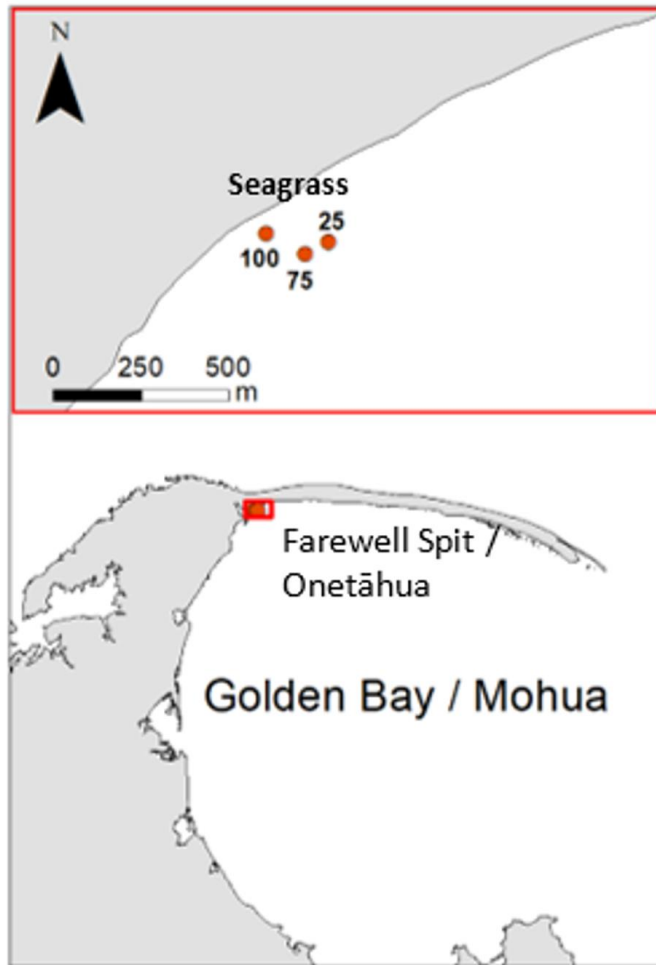 N
Seagrass
25
100
75
0 250 500
m
Farewell Spit /
Onetāhua
Golden Bay / Mohua